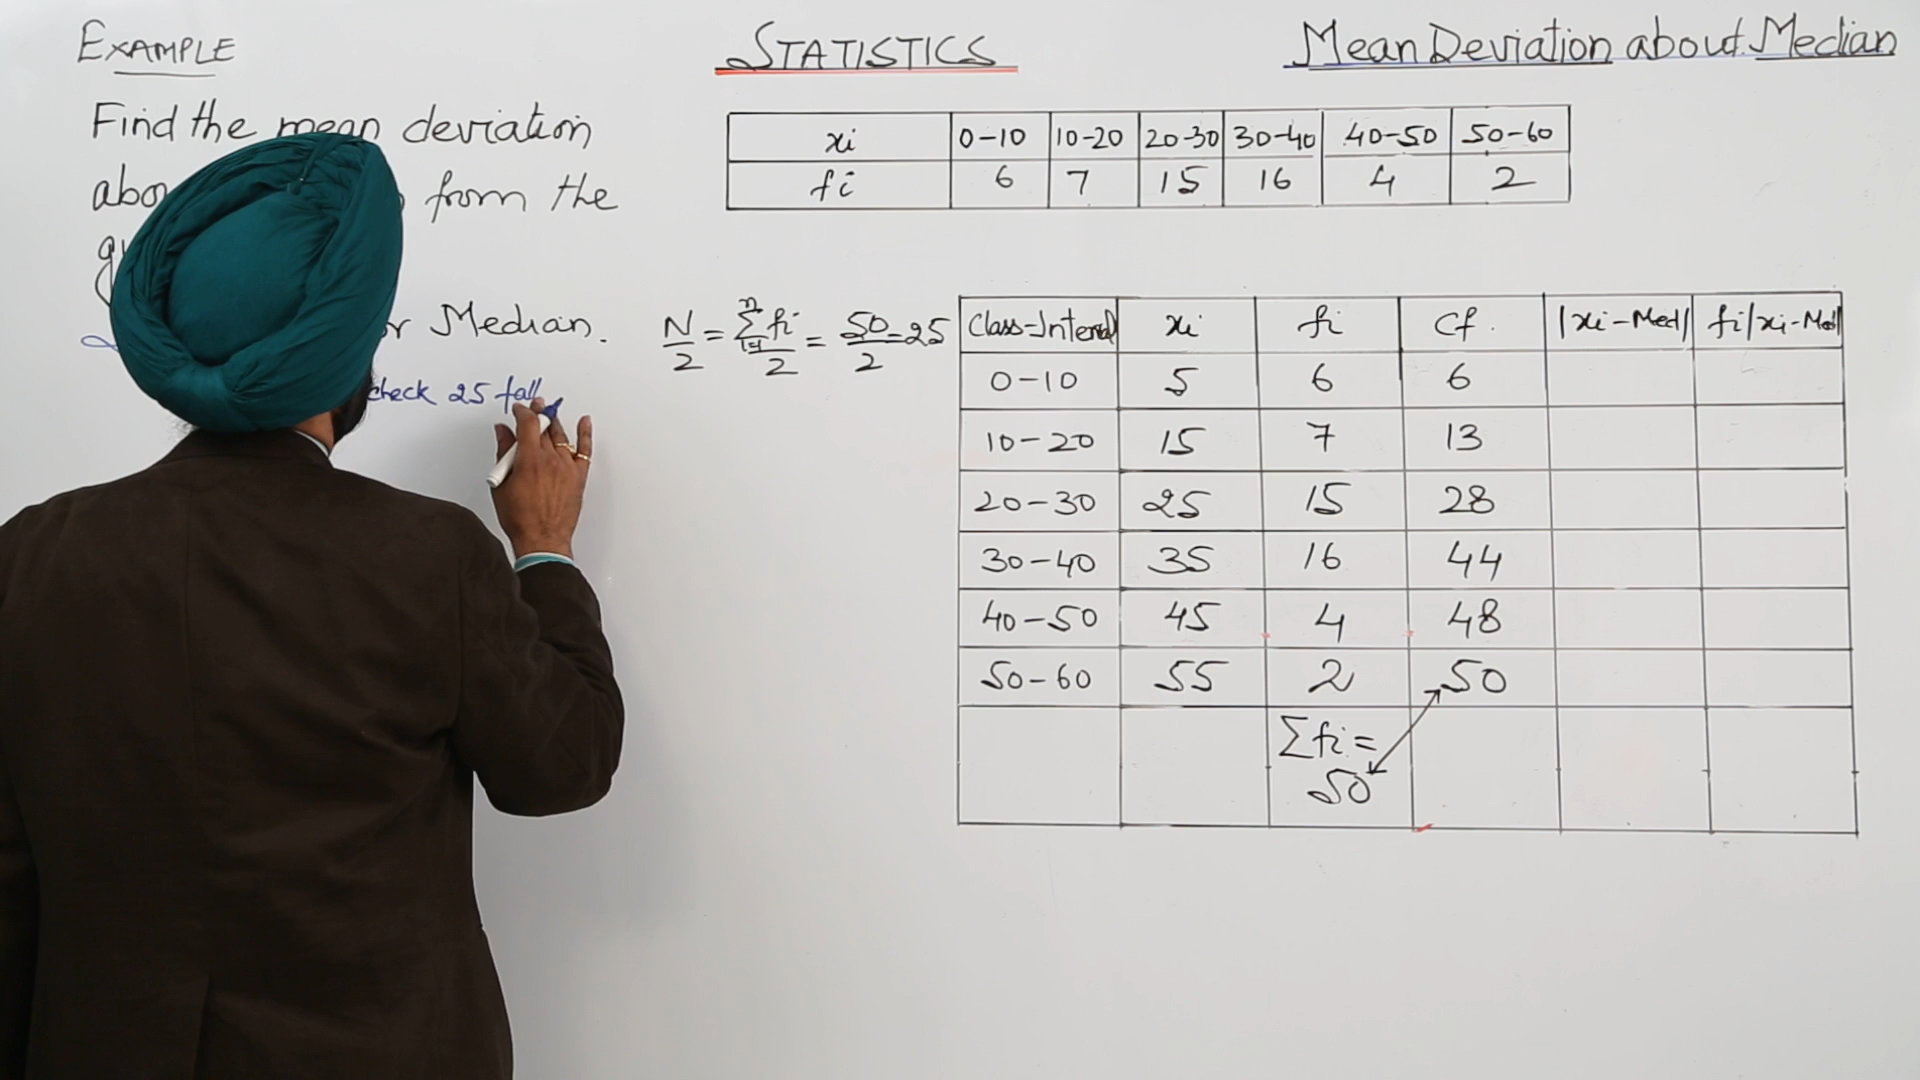 EXAMPLE
STATISTICS
Mean Deviation about Median
Find the mean deviation
from the
xi 0-10 10-20 20-30 30-40 40-50 50-60
fi 6 7 15 16 4 2
Median.
N/2 = Σfi/2 = 50/2 = 25
check 25 fall
Class-Interval xi fi Cf. |xi-Med| fi|xi-Med|
0-10 5 6 6
10-20 15 7 13
20-30 25 15 28
30-40 35 16 44
40-50 45 4 48
50-60 55 2 50
Σfi =
50